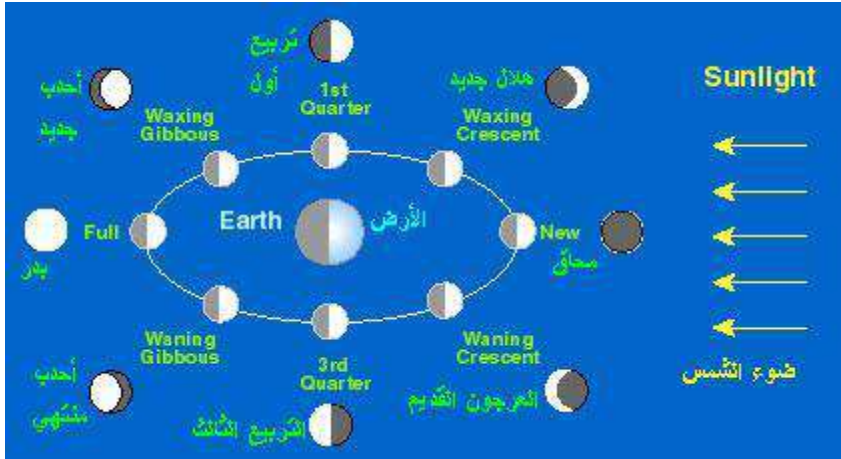 تربيع
أول
1st
Quarter
هلال جديد
Waxing
Crescent
Sunlight
أحدب
جديد
Waxing
Gibbous
Earth
الأرض
Full
بدر
New
محاق
Waning
Gibbous
أحدب
منتهي
3rd
Quarter
التربيع الثالث
Waning
Crescent
العرجون القديم
ضوء الشمس